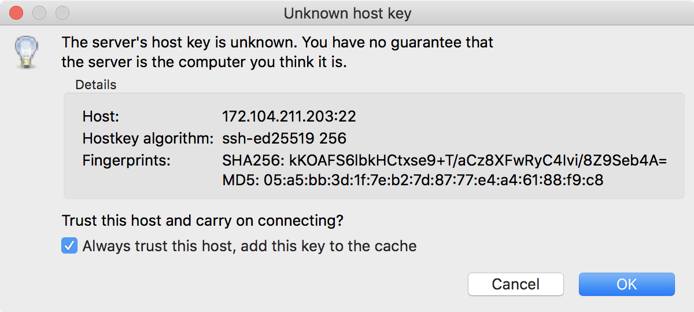 Unknown host key
The server's host key is unknown. You have no guarantee that
the server is the computer you think it is.
Details
Host: 172.104.211.203:22
Hostkey algorithm: ssh-ed25519 256
Fingerprints: SHA256: kKOAFS6lbkHCtxse9+T/aCz8XFwRyC4lvi/8Z9Seb4A=
MD5: 05:a5:bb:3d:1f:7e:b2:7d:87:77:e4:a4:61:88:f9:c8
Trust this host and carry on connecting?
Always trust this host, add this key to the cache
Cancel OK